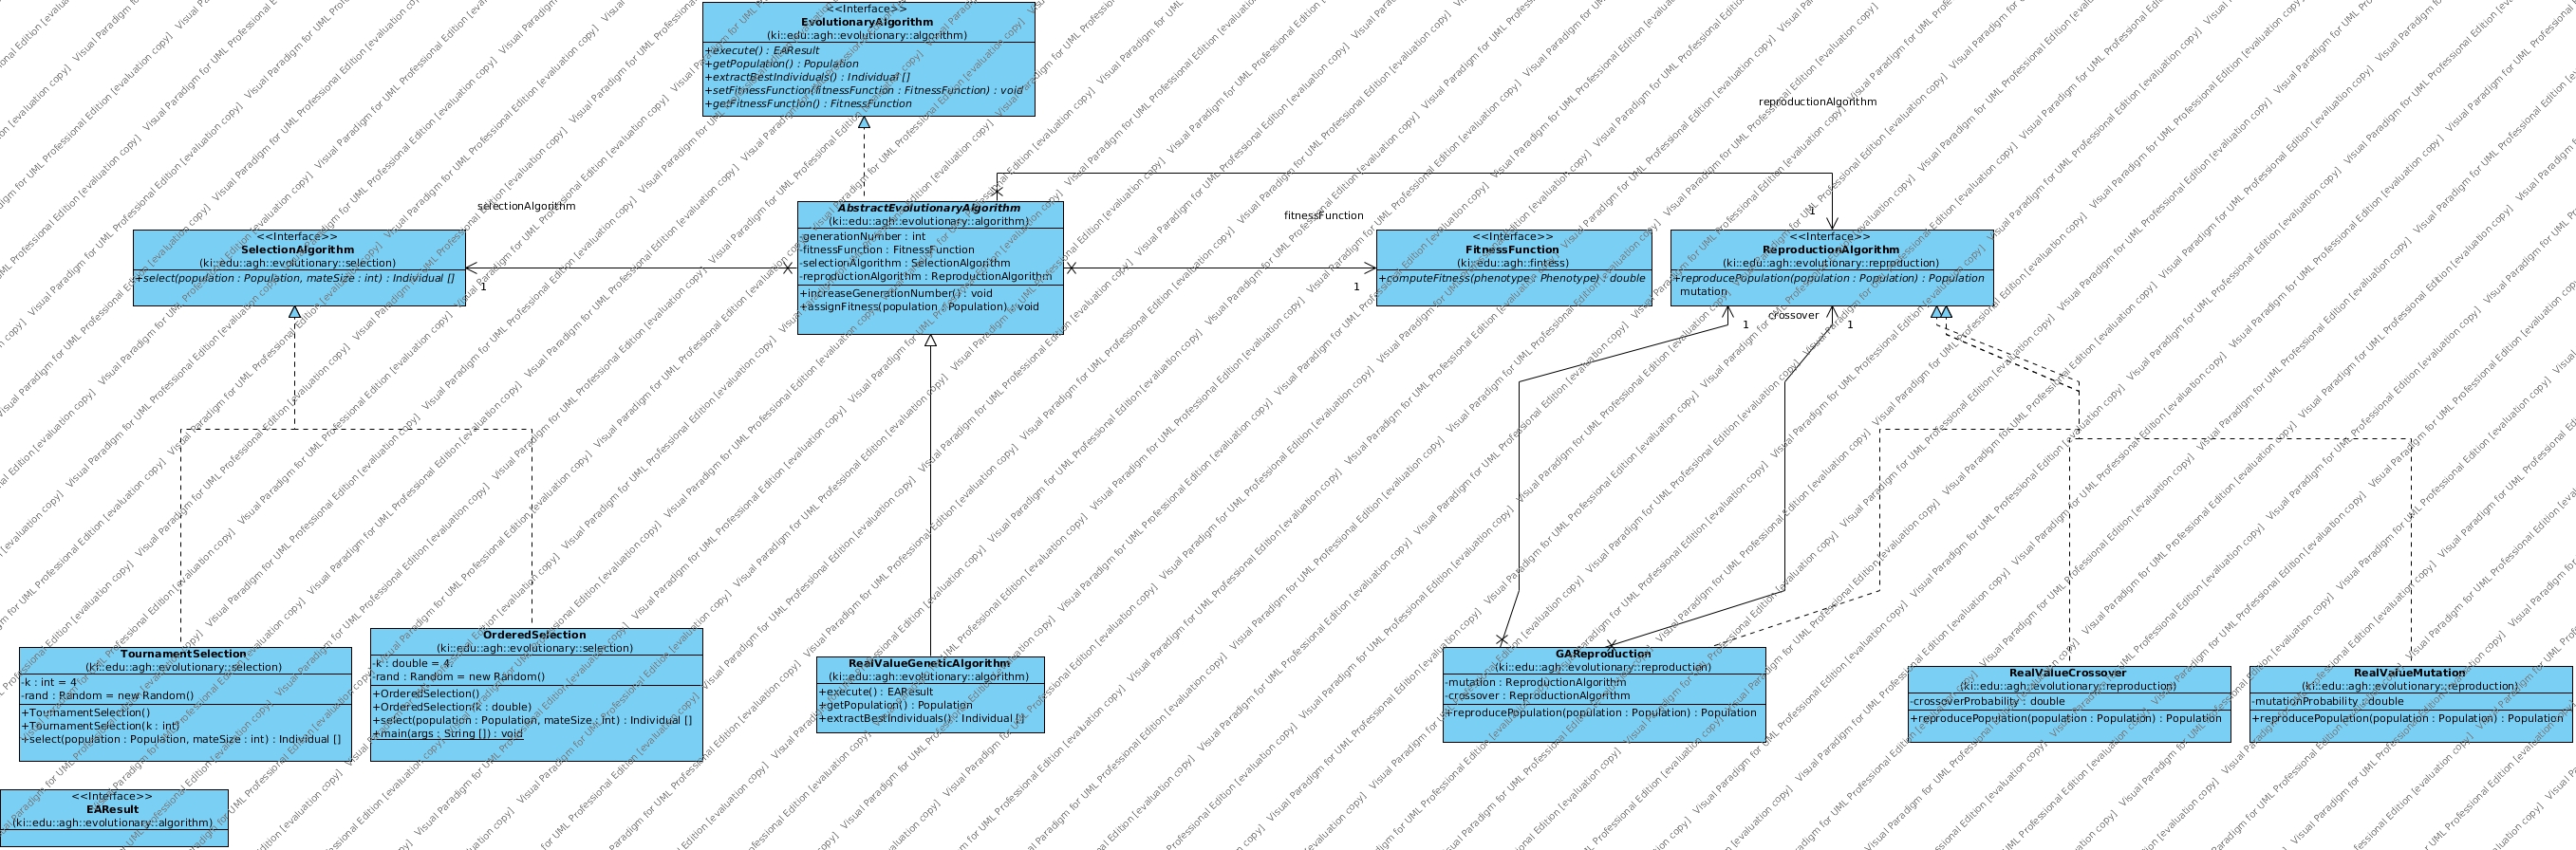 <<Interface>>
EvolutionaryAlgorithm
(ki::edu::agh::evolutionary::algorithm)
+execute() : EAResult
+getPopulation() : Population
+extractBestIndividuals() : Individual []
+setFitnessFunction(fitnessFunction : FitnessFunction) : void
+getFitnessFunction() : FitnessFunction
reproductionAlgorithm
selectionAlgorithm
fitnessFunction
1
AbstractEvolutionaryAlgorithm
(ki::edu::agh::evolutionary::algorithm)
-generationNumber : int
-fitnessFunction : FitnessFunction
-selectionAlgorithm : SelectionAlgorithm
-reproductionAlgorithm : ReproductionAlgorithm
+increaseGenerationNumber() : void
+assignFitness(population : Population) : void
<<Interface>>
SelectionAlgorithm
(ki::edu::agh::evolutionary::selection)
+select(population : Population, mateSize : int) : Individual []
1
<<Interface>>
FitnessFunction
(ki::edu::agh::fintess)
+computeFitness(phenotype : Phenotype) : double
1
<<Interface>>
ReproductionAlgorithm
(ki::edu::agh::evolutionary::reproduction)
+reproducePopulation(population : Population) : Population
mutation
crossover
1
1
TournamentSelection
(ki::edu::agh::evolutionary::selection)
-k : int = 4
-rand : Random = new Random()
+TournamentSelection()
+TournamentSelection(k : int)
+select(population : Population, mateSize : int) : Individual []
OrderedSelection
(ki::edu::agh::evolutionary::selection)
-k : double = 4
-rand : Random = new Random()
+OrderedSelection()
+OrderedSelection(k : double)
+select(population : Population, mateSize : int) : Individual []
+main(args : String []) : void
RealValueGeneticAlgorithm
(ki::edu::agh::evolutionary::algorithm)
+execute() : EAResult
+getPopulation() : Population
+extractBestIndividuals() : Individual []
GAReproduction
(ki::edu::agh::evolutionary::reproduction)
-mutation : ReproductionAlgorithm
-crossover : ReproductionAlgorithm
+reproducePopulation(population : Population) : Population
RealValueCrossover
(ki::edu::agh::evolutionary::reproduction)
-crossoverProbability : double
+reproducePopulation(population : Population) : Population
RealValueMutation
(ki::edu::agh::evolutionary::reproduction)
-mutationProbability : double
+reproducePopulation(population : Population) : Population
<<Interface>>
EAResult
(ki::edu::agh::evolutionary::algorithm)
Visual Paradigm for UML Professional Edition [evaluation copy]